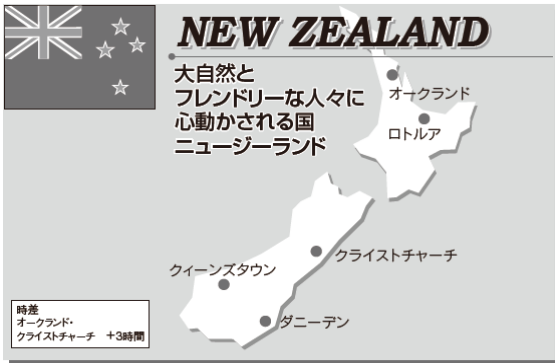 NEW ZEALAND
大自然と
フレンドリーな人々に
心動かされる国
ニュージーランド
オークランド
ロトルア
クライストチャーチ
クィーンズタウン
ダニーデン
時差
オークランド・
クライストチャーチ +3時間